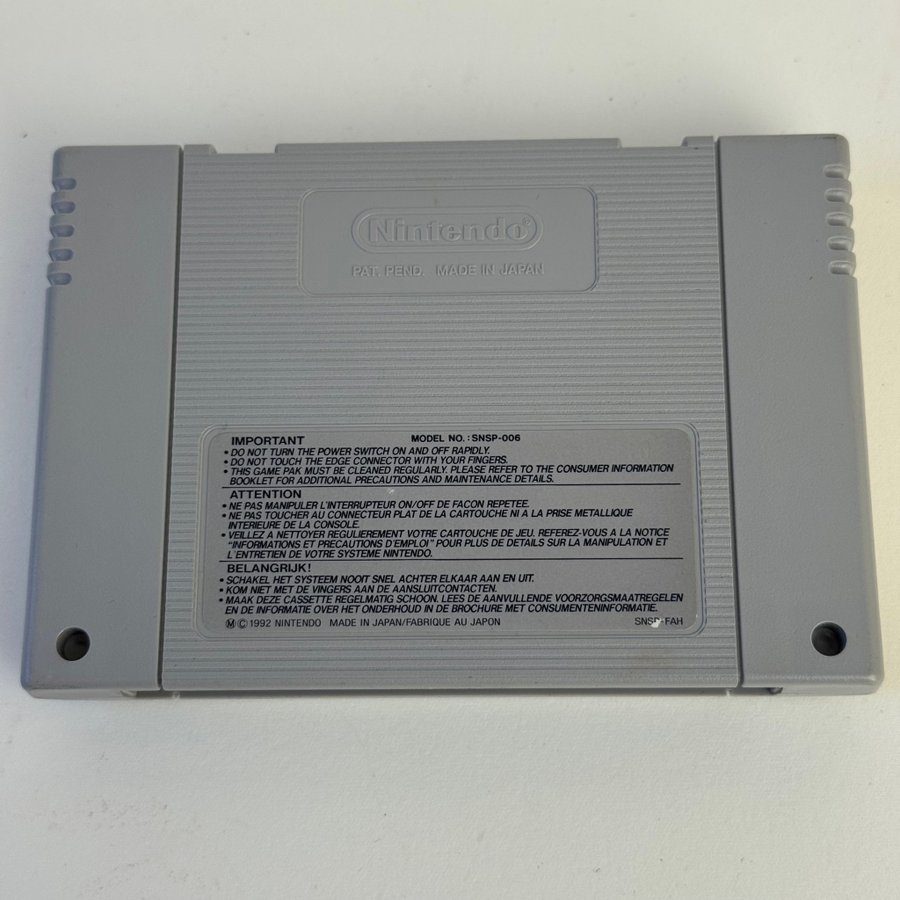 Nintendo®
PAT. PEND. MADE IN JAPAN
IMPORTANT MODEL NO. : SNSP-006
• DO NOT TURN THE POWER SWITCH ON AND OFF RAPIDLY.
• DO NOT TOUCH THE EDGE CONNECTOR WITH YOUR FINGERS.
• THIS GAME PAK MUST BE CLEANED REGULARLY. PLEASE REFER TO THE CONSUMER INFORMATION
BOOKLET FOR ADDITIONAL PRECAUTIONS AND MAINTENANCE DETAILS.
ATTENTION
• NE PAS MANIPULER L'INTERRUPTEUR ON/OFF DE FACON REPETEE.
• NE PAS TOUCHER AU CONNECTEUR PLAT DE LA CARTOUCHE NI A LA PRISE METALLIQUE
INTERIEURE DE LA CONSOLE.
• VEILLEZ A NETTOYER REGULIEREMENT VOTRE CARTOUCHE DE JEU. REFEREZ-VOUS A LA NOTICE
"INFORMATIONS ET PRECAUTIONS D'EMPLOI" POUR PLUS DE DETAILS SUR LA MANIPULATION ET
L'ENTRETIEN DE VOTRE SYSTEME NINTENDO.
BELANGRIJK!
• SCHAKEL HET SYSTEEM NOOIT SNEL ACHTER ELKAAR AAN EN UIT.
• KOM NIET MET DE VINGERS AAN DE AANSLUITCONTACTEN.
• MAAK DEZE CASSETTE REGELMATIG SCHOON. LEES DE AANVULLENDE VOORZORGSMAATREGELEN
EN DE INFORMATIE OVER HET ONDERHOUD IN DE BROCHURE MET CONSUMENTENINFORMATIE.
Ⓜ © 1992 NINTENDO MADE IN JAPAN/FABRIQUE AU JAPON SNSP-FAH